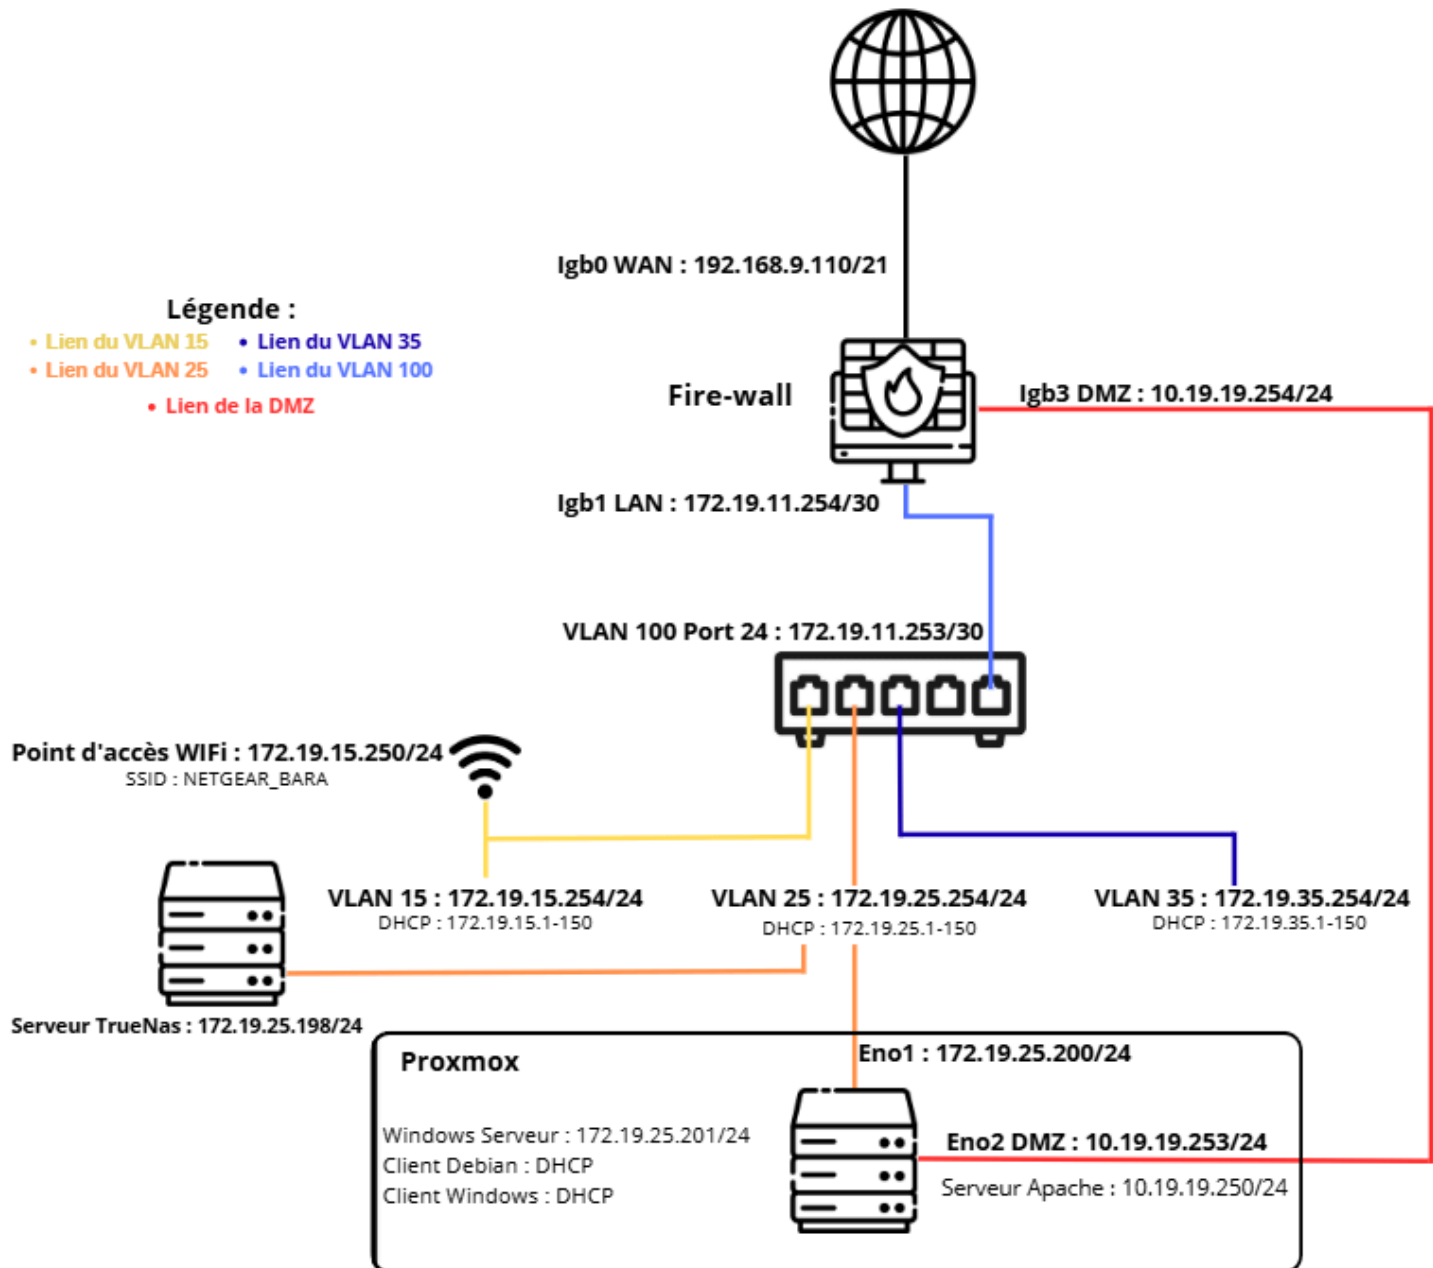 Igb0 WAN : 192.168.9.110/21
Légende :
• Lien du VLAN 15 • Lien du VLAN 35
• Lien du VLAN 25 • Lien du VLAN 100
• Lien de la DMZ
Fire-wall
Igb3 DMZ : 10.19.19.254/24
Igb1 LAN : 172.19.11.254/30
VLAN 100 Port 24 : 172.19.11.253/30
Point d'accès WIFi : 172.19.15.250/24
SSID : NETGEAR_BARA
VLAN 15 : 172.19.15.254/24
DHCP : 172.19.15.1-150
VLAN 25 : 172.19.25.254/24
DHCP : 172.19.25.1-150
VLAN 35 : 172.19.35.254/24
DHCP : 172.19.35.1-150
Serveur TrueNas : 172.19.25.198/24
Proxmox
Eno1 : 172.19.25.200/24
Windows Serveur : 172.19.25.201/24
Client Debian : DHCP
Client Windows : DHCP
Eno2 DMZ : 10.19.19.253/24
Serveur Apache : 10.19.19.250/24